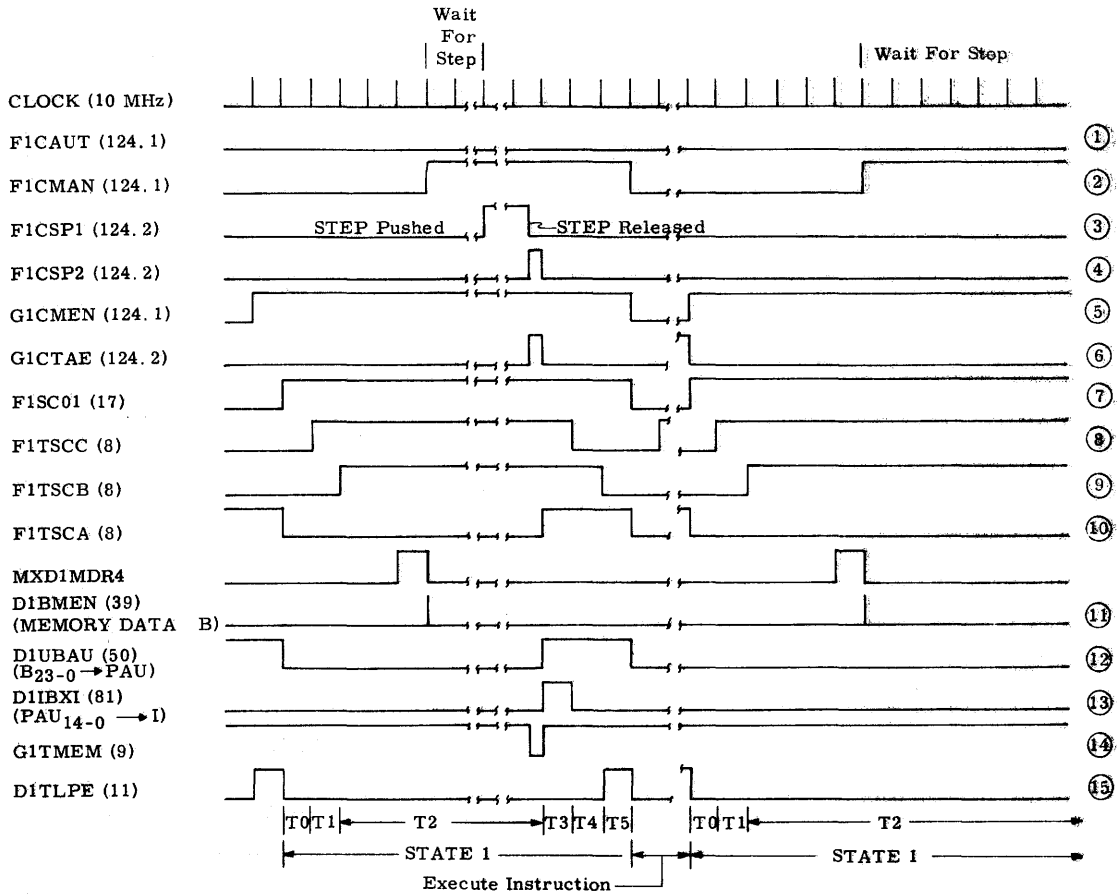 Wait
For
Step
Wait For Step
CLOCK (10 MHz)
F1CAUT (124.1) ①
F1CMAN (124.1) ②
F1CSP1 (124.2) STEP Pushed STEP Released ③
F1CSP2 (124.2) ④
G1CMEN (124.1) ⑤
G1CTAE (124.2) ⑥
F1SC01 (17) ⑦
F1TSCC (8) ⑧
F1TSCB (8) ⑨
F1TSCA (8) ⑩
MXD1MDR4
D1BMEN (39) ⑪
(MEMORY DATA B)
D1UBAU (50) ⑫
(B23-0 → PAU)
D1IBXI (81) ⑬
(PAU14-0 → I)
G1TMEM (9) ⑭
D1TLPE (11) ⑮
T0 T1 T2 T3 T4 T5 T0 T1 T2
STATE 1 STATE 1
Execute Instruction